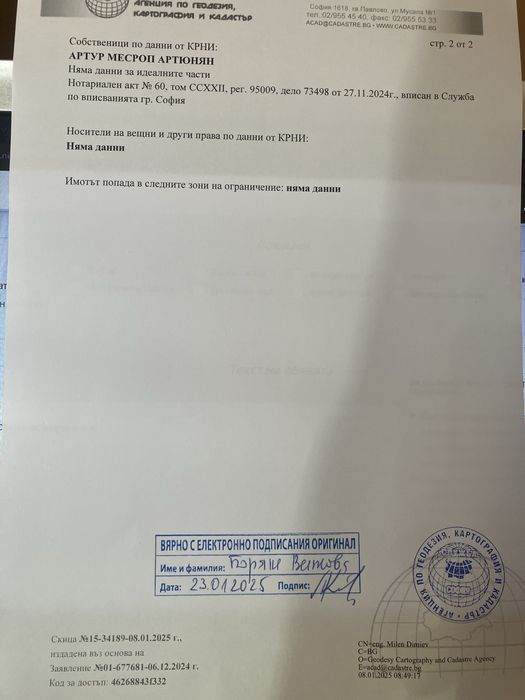 АГЕНЦИЯ ПО ГЕОДЕЗИЯ,
КАРТОГРАФИЯ И КАДАСТЪР
София 1618, кв.Павлово, ул.Мусала №1
тел. 02/955 45 40, факс: 02/955 53 33
ACAD@CADASTRE.BG • WWW.CADASTRE.BG
стр. 2 от 2
Собственици по данни от КРНИ:
АРТУР МЕСРОП АРТЮНЯН
Няма данни за идеалните части
Нотариален акт № 60, том CCXXII, рег. 95009, дело 73498 от 27.11.2024г., вписан в Служба
по вписванията гр. София
Носители на вещни и други права по данни от КРНИ:
Няма данни
Имотът попада в следните зони на ограничение: няма данни
ВЯРНО С ЕЛЕКТРОННО ПОДПИСАНИЯ ОРИГИНАЛ
Име и фамилия:
Дата: 23.01.2025 Подпис:
АГЕНЦИЯ ПО ГЕОДЕЗИЯ, КАРТОГРАФИЯ И КАДАСТЪР
Скица №15-34189-08.01.2025 г.,
издадена въз основа на
Заявление №01-677681-06.12.2024 г.
Код за достъп: 46268843f332
CN=eng. Milen Dimiev
C=BG
O=Geodesy Cartography and Cadastre Agency
E=acad@cadastre.bg
08.01.2025 08:49:17